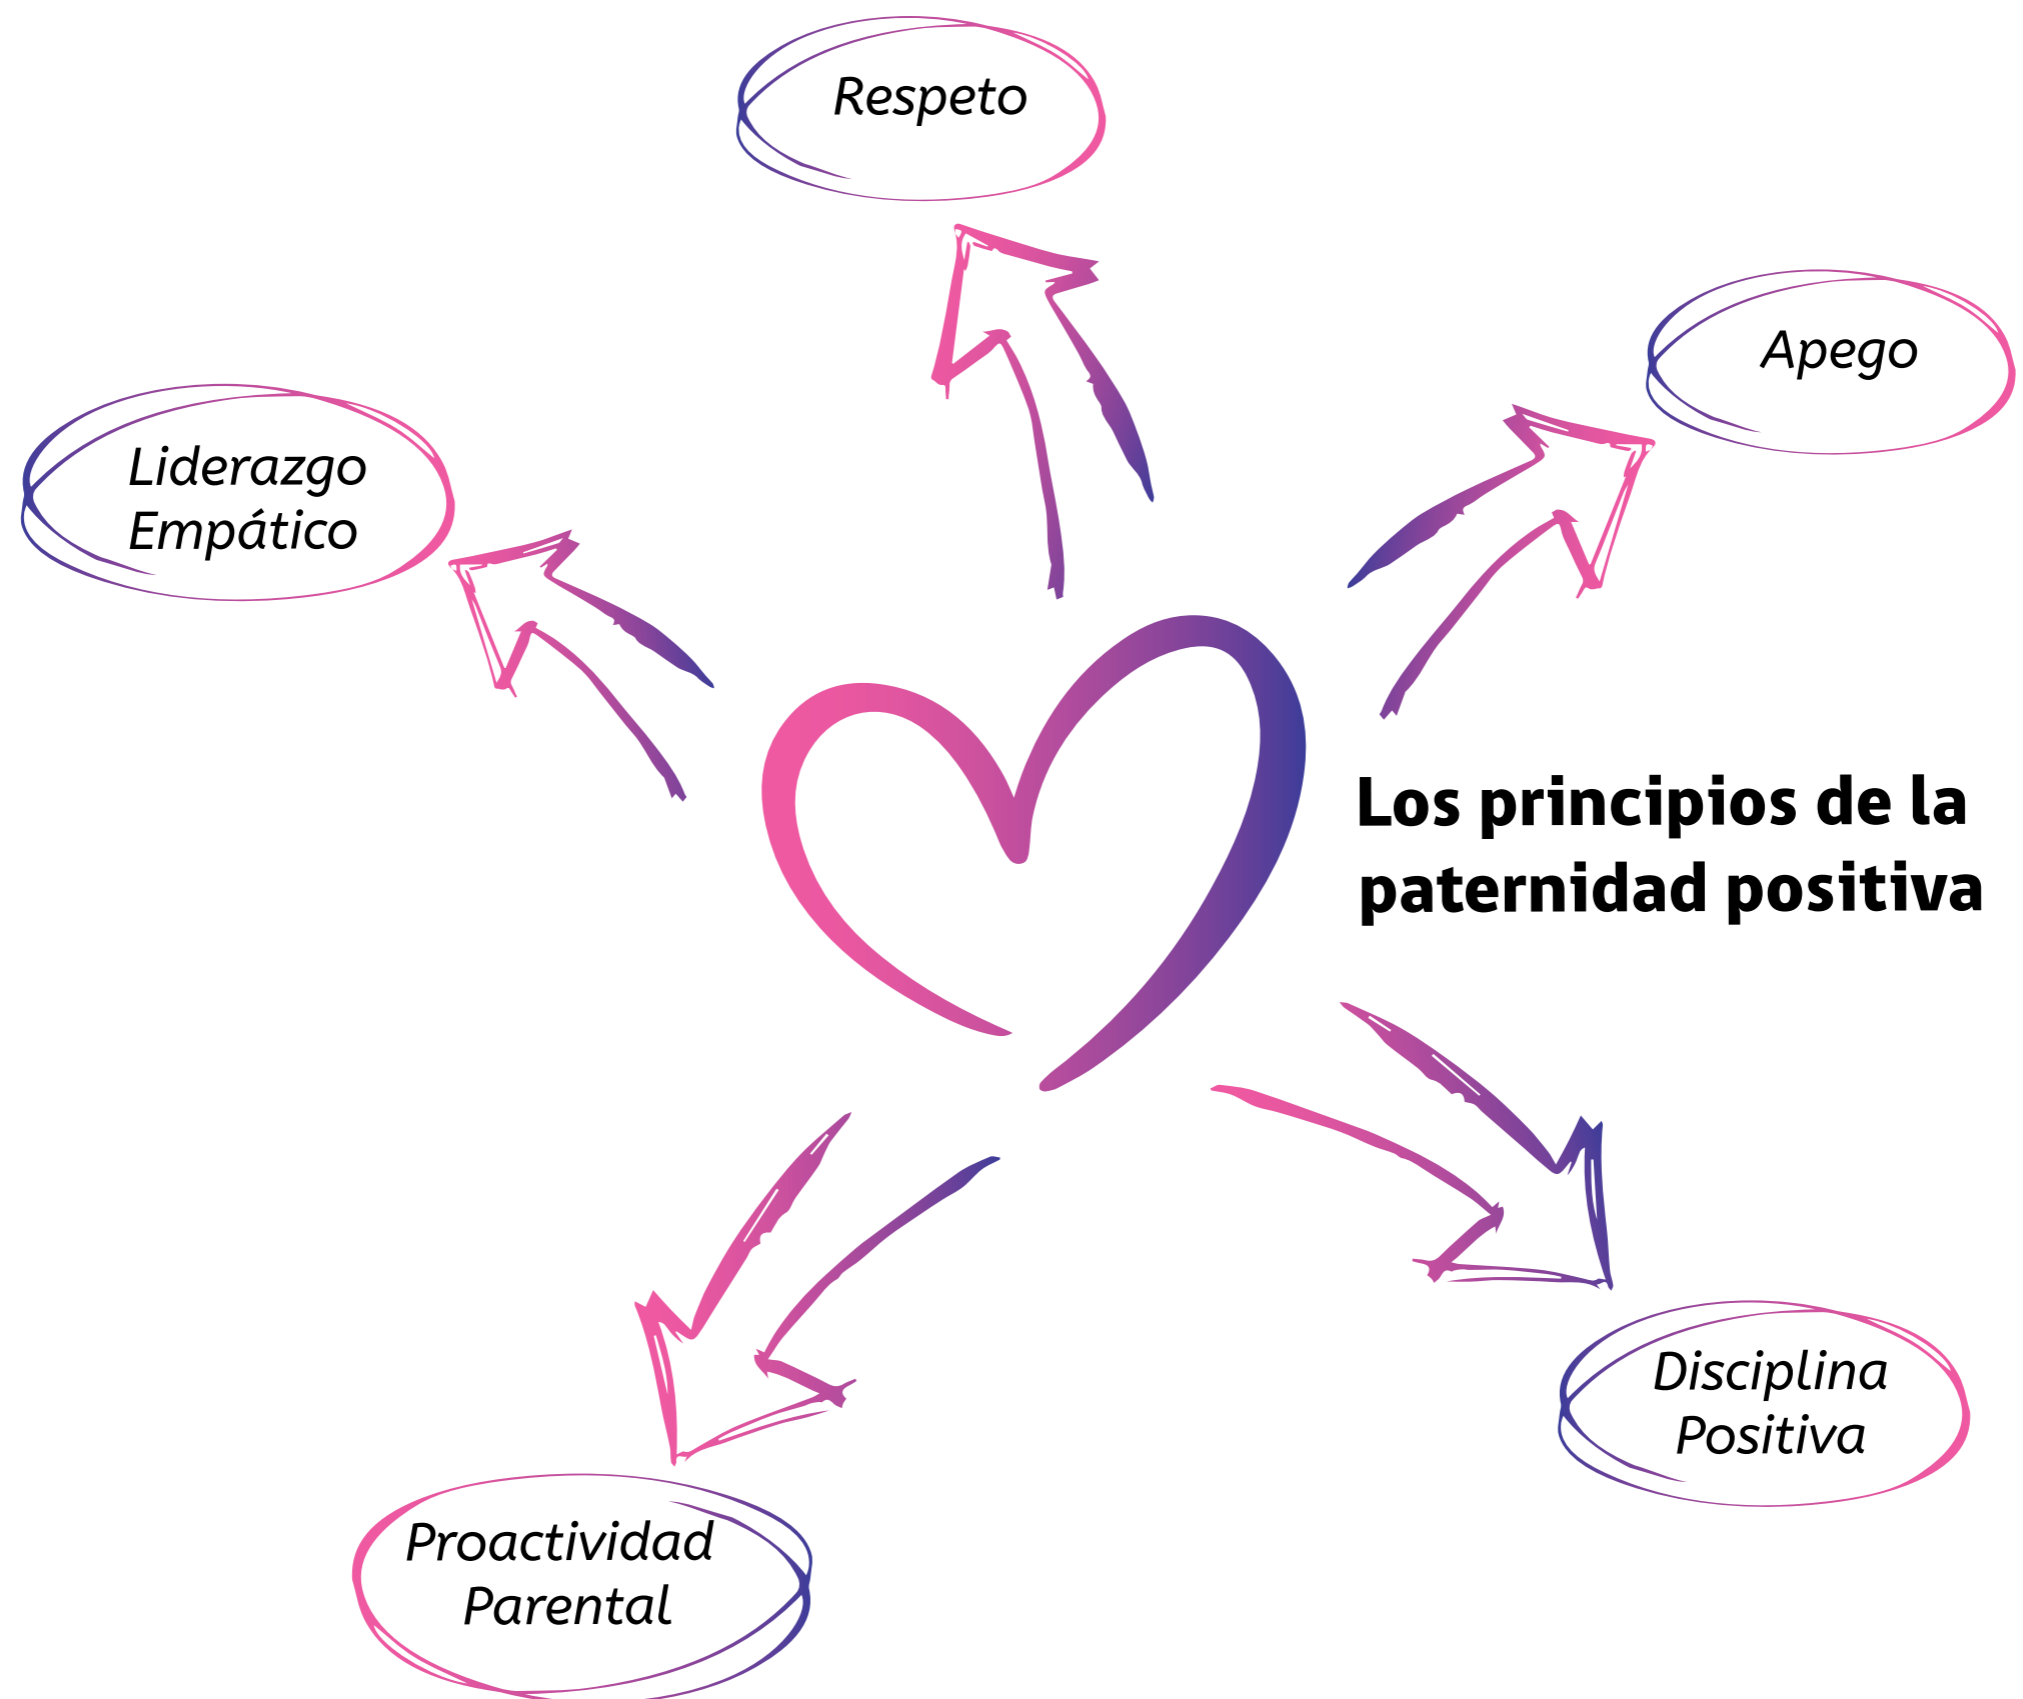 Respeto
Apego
Liderazgo
Empático
Los principios de la
paternidad positiva
Disciplina
Positiva
Proactividad
Parental